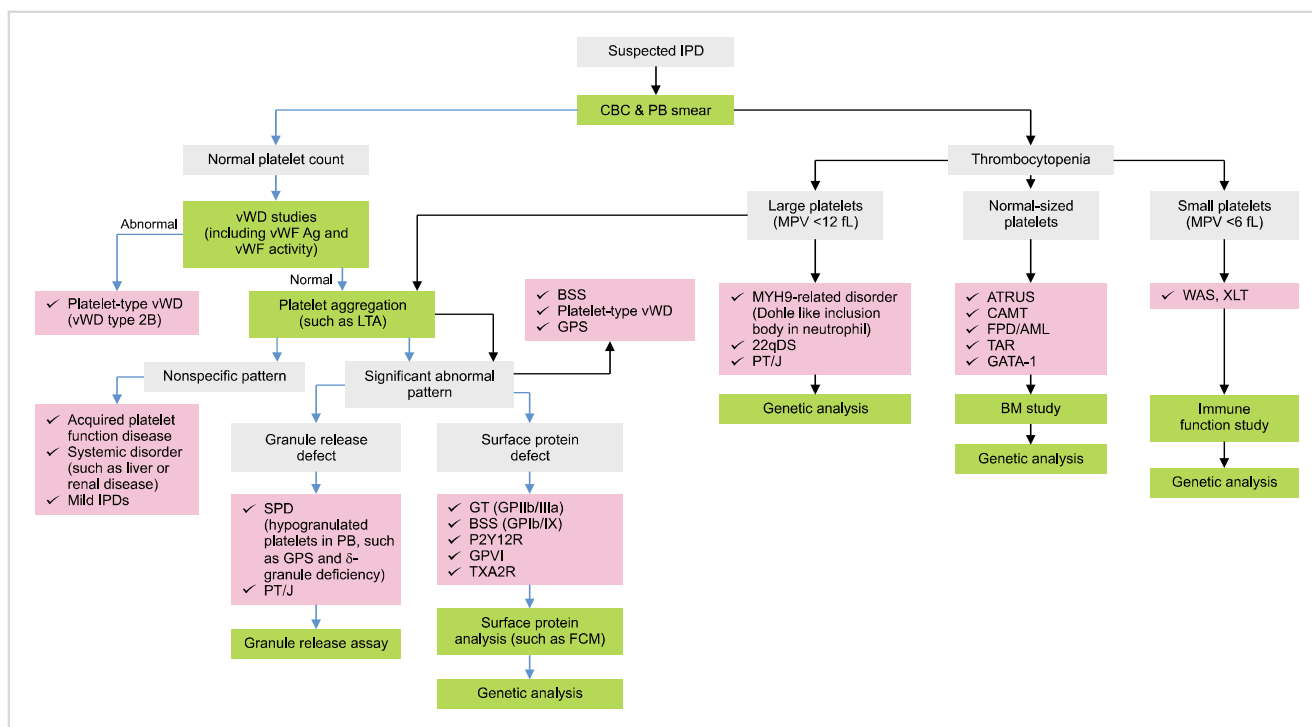 Suspected IPD
CBC & PB smear
Normal platelet count
Thrombocytopenia
Abnormal
vWD studies
(including vWF Ag and
vWF activity)
Large platelets
(MPV <12 fL)
Normal-sized
platelets
Small platelets
(MPV <6 fL)
Normal
✓ Platelet-type vWD
(vWD type 2B)
Platelet aggregation
(such as LTA)
✓ BSS
✓ Platelet-type vWD
✓ GPS
✓ MYH9-related disorder
(Dohle like inclusion
body in neutrophil)
✓ 22qDS
✓ PT/J
✓ ATRUS
✓ CAMT
✓ FPD/AML
✓ TAR
✓ GATA-1
✓ WAS, XLT
Nonspecific pattern
Significant abnormal
pattern
Genetic analysis
BM study
Genetic analysis
Immune
function study
Genetic analysis
✓ Acquired platelet
function disease
✓ Systemic disorder
(such as liver or
renal disease)
✓ Mild IPDs
Granule release
defect
Surface protein
defect
✓ SPD
(hypogranulated
platelets in PB, such
as GPS and δ-
granule deficiency)
✓ PT/J
✓ GT (GPIIb/IIIa)
✓ BSS (GPIb/IX)
✓ P2Y12R
✓ GPVI
✓ TXA2R
Granule release assay
Surface protein
analysis (such as FCM)
Genetic analysis